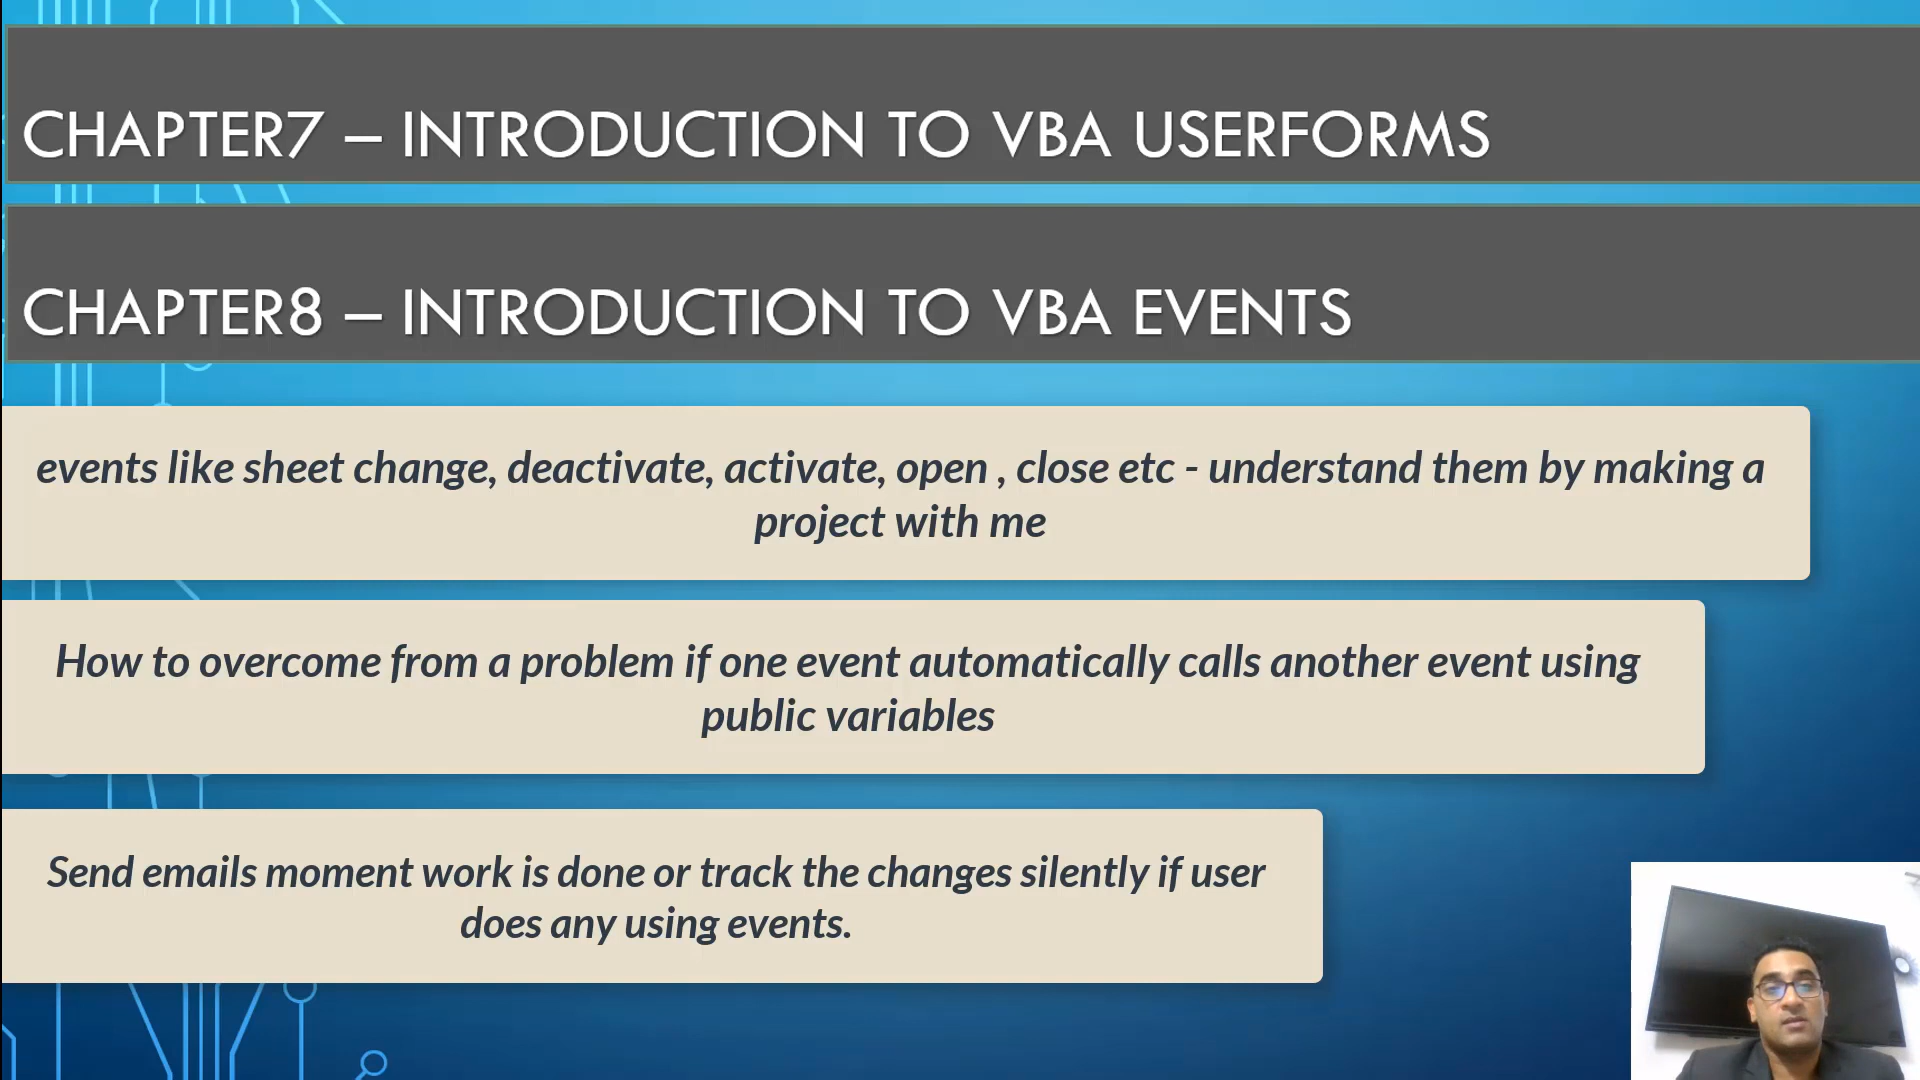 CHAPTER7 – INTRODUCTION TO VBA USERFORMS
CHAPTER8 – INTRODUCTION TO VBA EVENTS
events like sheet change, deactivate, activate, open , close etc - understand them by making a
project with me
How to overcome from a problem if one event automatically calls another event using
public variables
Send emails moment work is done or track the changes silently if user
does any using events.